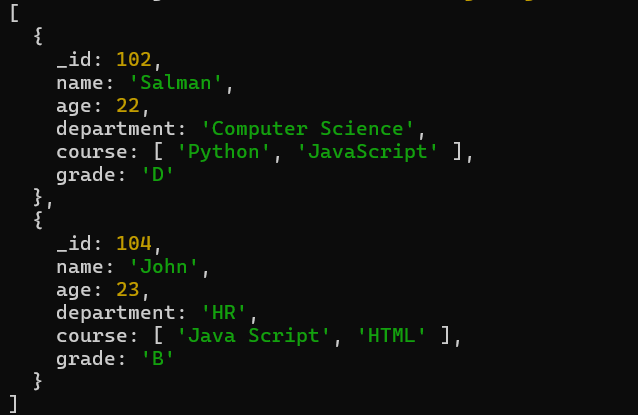 [
  {
    _id: 102,
    name: 'Salman',
    age: 22,
    department: 'Computer Science',
    course: [ 'Python', 'JavaScript' ],
    grade: 'D'
  },
  {
    _id: 104,
    name: 'John',
    age: 23,
    department: 'HR',
    course: [ 'Java Script', 'HTML' ],
    grade: 'B'
  }
]